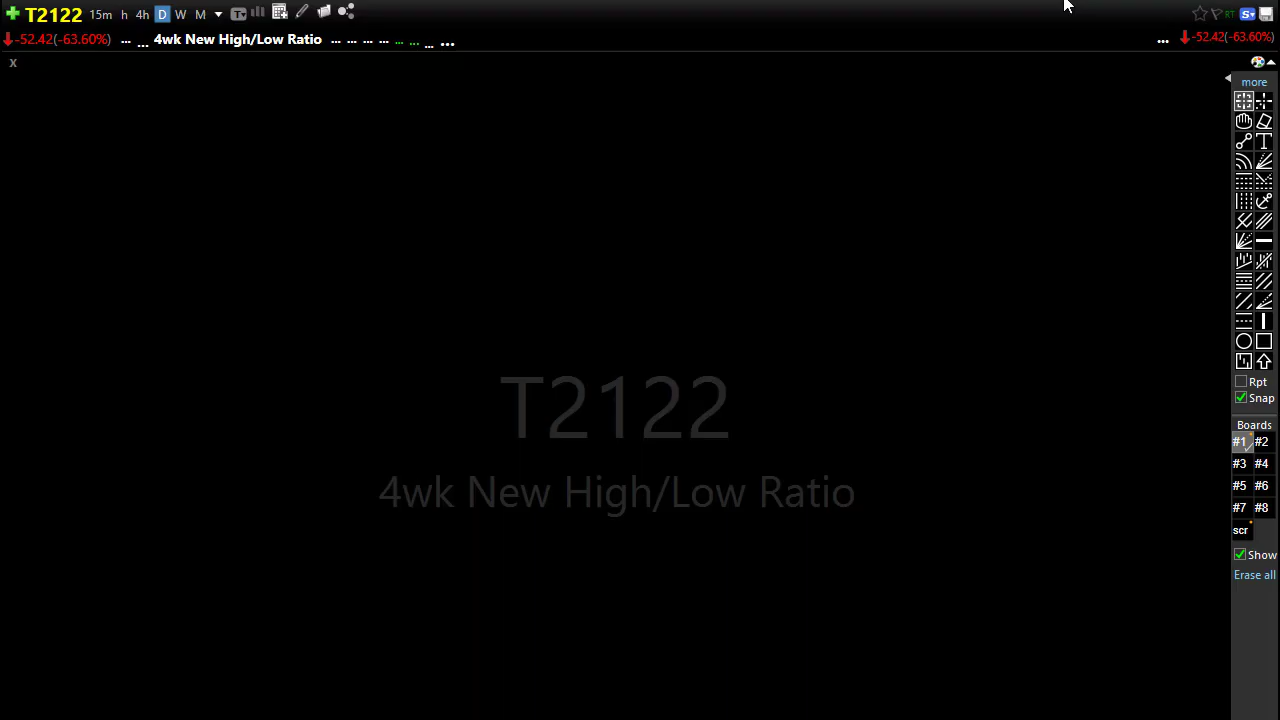 T2122 15m h 4h D W M T RT S
-52.42(-63.60%) ... ... 4wk New High/Low Ratio ... ... ... ... ... ... ... ... ... -52.42(-63.60%)
x
more
T
T2122
4wk New High/Low Ratio
Rpt
Snap
Boards
#1 #2
#3 #4
#5 #6
#7 #8
scr
Show
Erase all